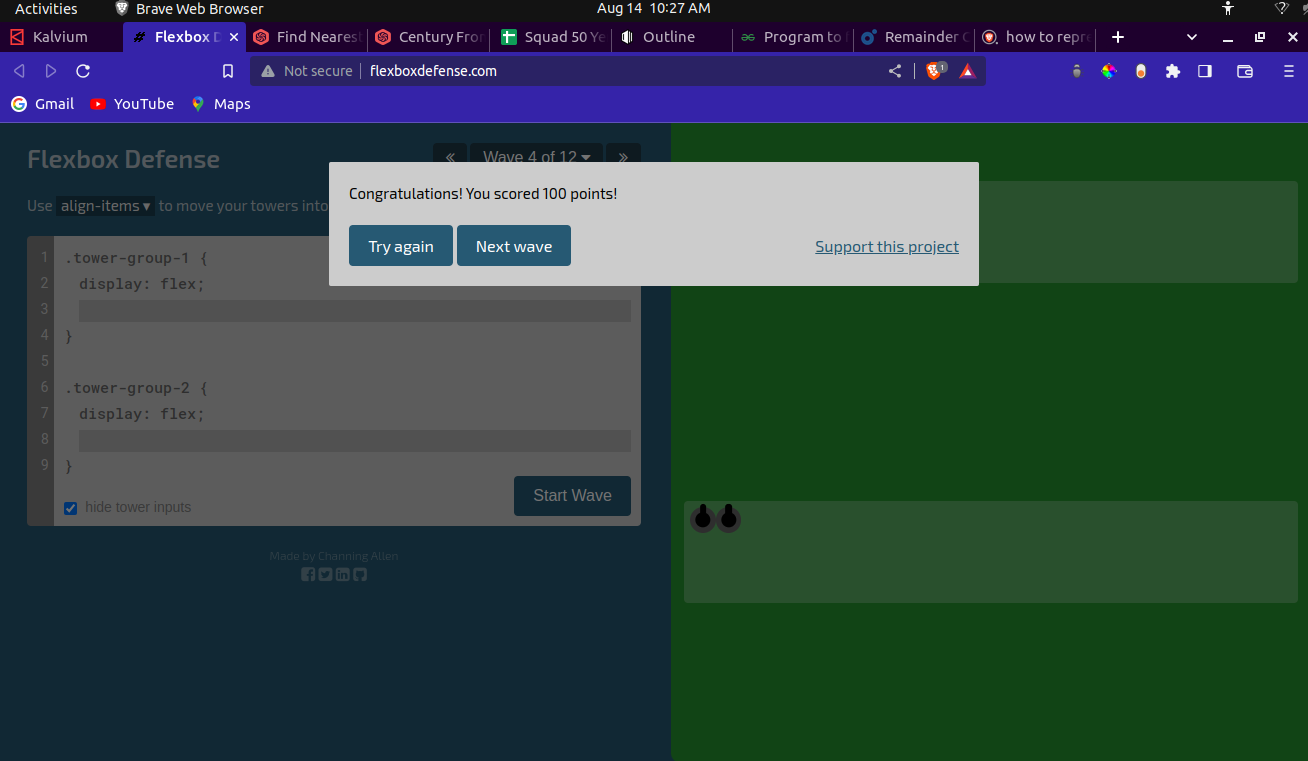 Activities Brave Web Browser Aug 14 10:27 AM
Kalvium Flexbox D Find Nearest Century Fro Squad 50 Ye Outline Program to Remainder how to repre
Not secure flexboxdefense.com 1
Gmail YouTube Maps
Flexbox Defense « Wave 4 of 12 »
Congratulations! You scored 100 points!
Use align-items to move your towers into
Try again Next wave Support this project
1 .tower-group-1 {
2 display: flex;
3
4 }
5
6 .tower-group-2 {
7 display: flex;
8
9 }
Start Wave
hide tower inputs
Made by Channing Allen